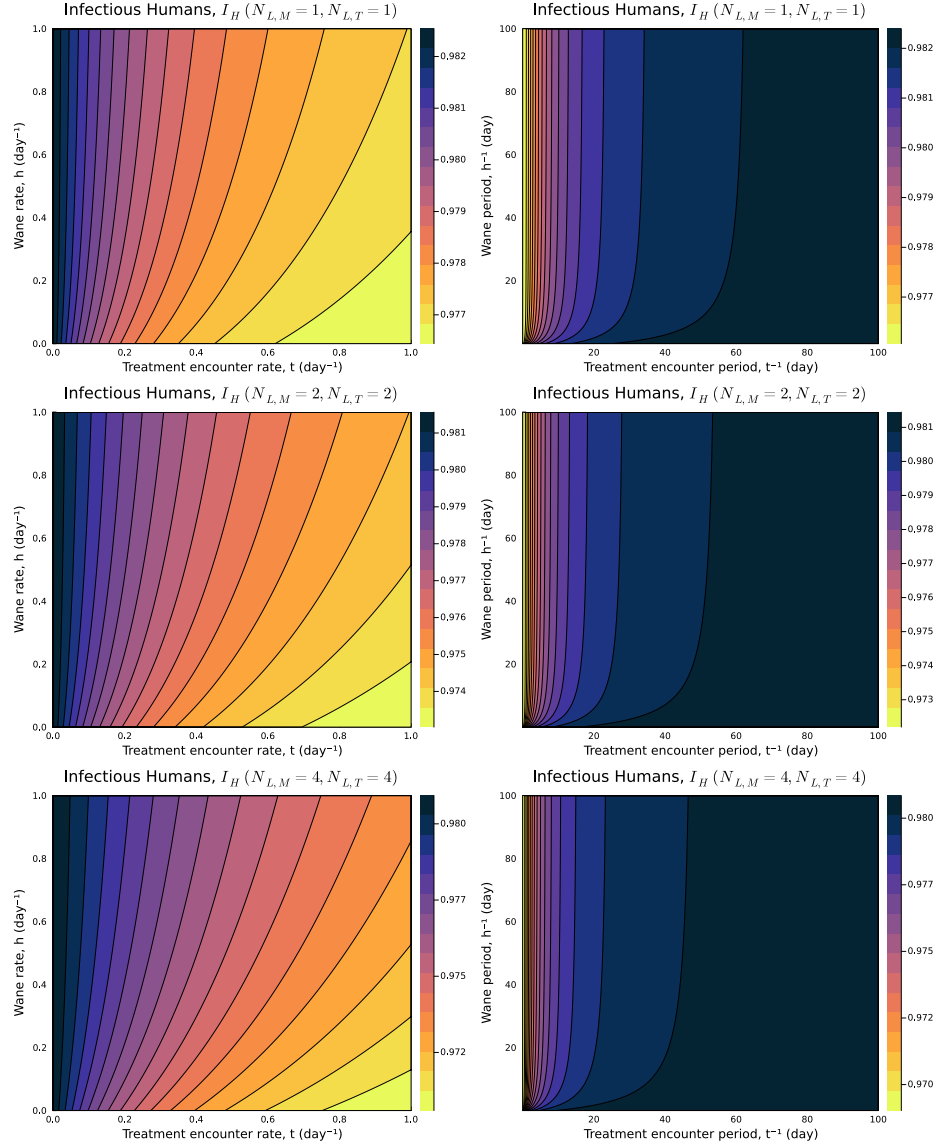 Infectious Humans, I_H (N_{L,M} = 1, N_{L,T} = 1)
1.0
0.8
0.6
0.4
0.2
0.0
Wane rate, h (day⁻¹)
0.0 0.2 0.4 0.6 0.8 1.0
Treatment encounter rate, t (day⁻¹)
0.982
0.981
0.980
0.979
0.978
0.977
Infectious Humans, I_H (N_{L,M} = 1, N_{L,T} = 1)
100
80
60
40
20
Wane period, h⁻¹ (day)
20 40 60 80 100
Treatment encounter period, t⁻¹ (day)
0.982
0.981
0.980
0.979
0.978
0.977
Infectious Humans, I_H (N_{L,M} = 2, N_{L,T} = 2)
1.0
0.8
0.6
0.4
0.2
0.0
Wane rate, h (day⁻¹)
0.0 0.2 0.4 0.6 0.8 1.0
Treatment encounter rate, t (day⁻¹)
0.981
0.980
0.979
0.978
0.977
0.976
0.975
0.974
Infectious Humans, I_H (N_{L,M} = 2, N_{L,T} = 2)
100
80
60
40
20
Wane period, h⁻¹ (day)
20 40 60 80 100
Treatment encounter period, t⁻¹ (day)
0.981
0.980
0.979
0.978
0.977
0.976
0.975
0.974
0.973
Infectious Humans, I_H (N_{L,M} = 4, N_{L,T} = 4)
1.0
0.8
0.6
0.4
0.2
0.0
Wane rate, h (day⁻¹)
0.0 0.2 0.4 0.6 0.8 1.0
Treatment encounter rate, t (day⁻¹)
0.980
0.977
0.975
0.972
Infectious Humans, I_H (N_{L,M} = 4, N_{L,T} = 4)
100
80
60
40
20
Wane period, h⁻¹ (day)
20 40 60 80 100
Treatment encounter period, t⁻¹ (day)
0.980
0.977
0.975
0.972
0.970